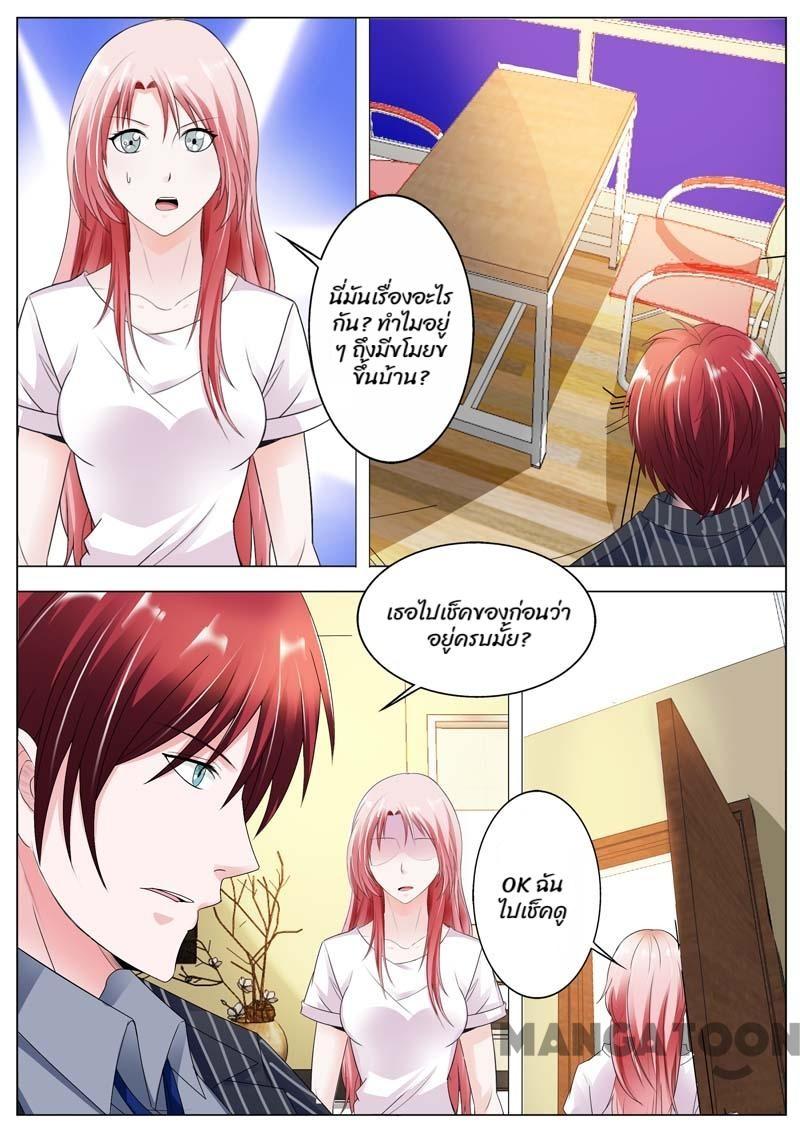 นี่มันเรื่องอะไร
กัน? ทำไมอยู่
ๆ ถึงมีขโมยข
ขึ้นบ้าน?
เธอไปเช็คของก่อนว่า
อยู่ครบมั้ย?
OK ฉัน
ไปเช็คดู
MANGATOON